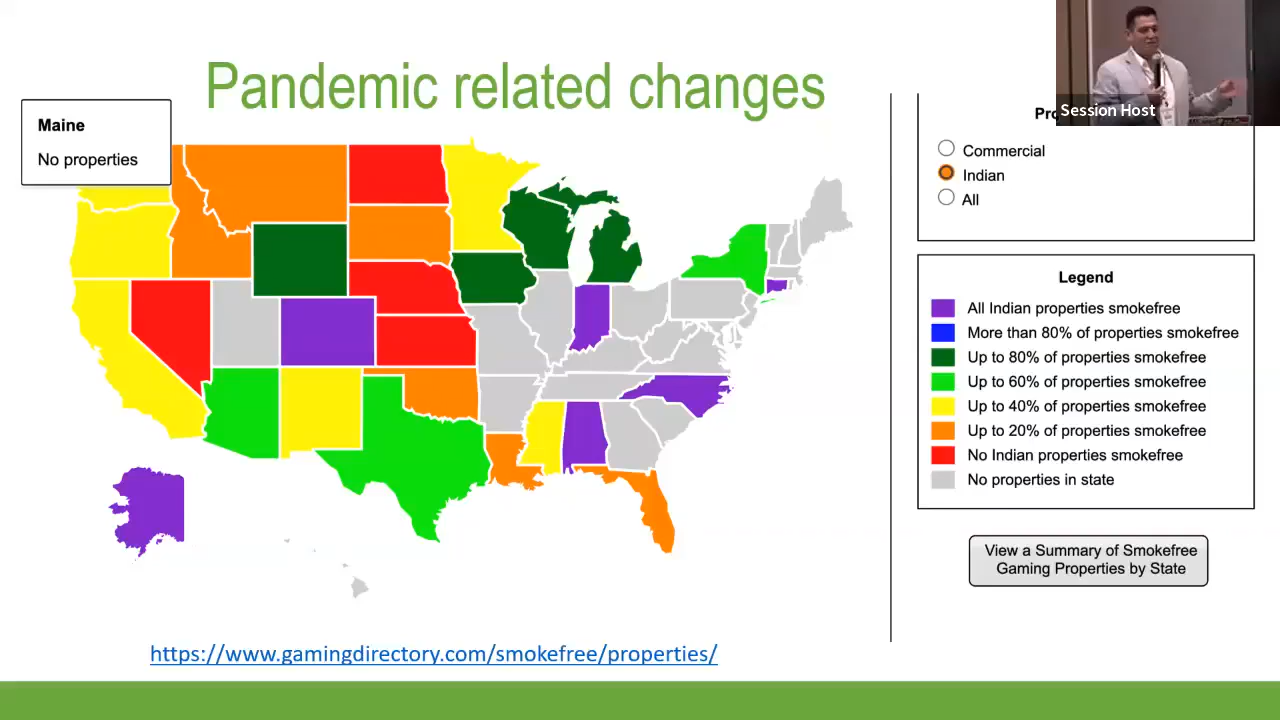 Pandemic related changes
Maine
No properties
Session Host
Commercial
Indian
All
Legend
All Indian properties smokefree
More than 80% of properties smokefree
Up to 80% of properties smokefree
Up to 60% of properties smokefree
Up to 40% of properties smokefree
Up to 20% of properties smokefree
No Indian properties smokefree
No properties in state
View a Summary of Smokefree
Gaming Properties by State
https://www.gamingdirectory.com/smokefree/properties/